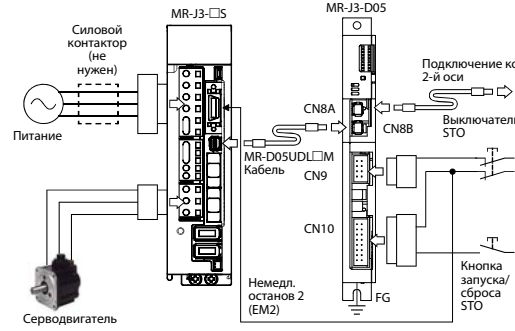 MR-J3-□S
MR-J3-D05
Силовой
контактор
(не
нужен)
Подключение ко
2-й оси
CN8A
CN8B
Выключатель
STO
Питание
MR-D05UDL□M
Кабель
CN9
CN10
Немедл.
останов 2
(EM2)
FG
Кнопка
запуска/
сброса
STO
Серводвигатель